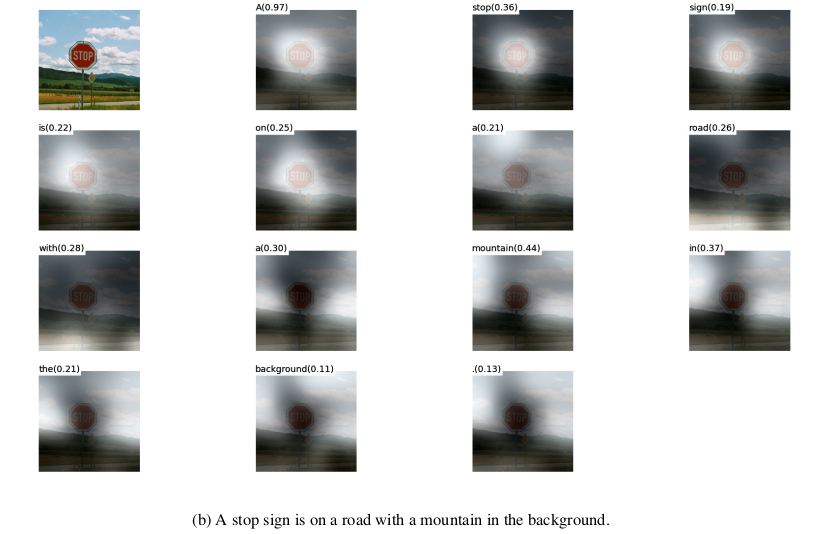 A(0.97) stop(0.36) sign(0.19)
STOP STOP STOP STOP
is(0.22) on(0.25) a(0.21) road(0.26)
STOP STOP STOP STOP
with(0.28) a(0.30) mountain(0.44) in(0.37)
STOP STOP STOP STOP
the(0.21) background(0.11) .(0.13)
STOP STOP STOP
(b) A stop sign is on a road with a mountain in the background.